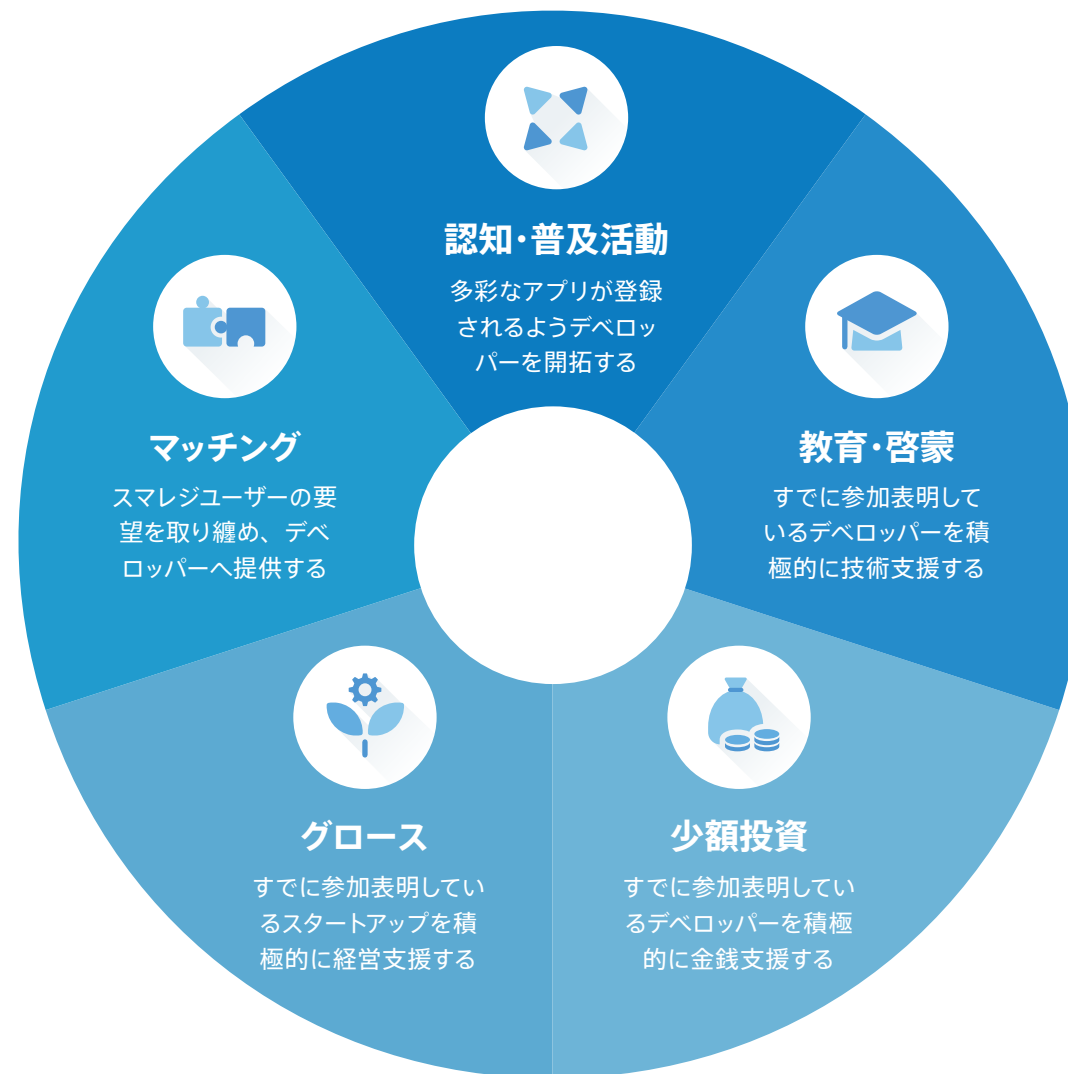 認知・普及活動
多彩なアプリが登録
されるようデベロッ
パーを開拓する
教育・啓蒙
すでに参加表明して
いるデベロッパーを積
極的に技術支援する
少額投資
すでに参加表明してい
るデベロッパーを積極
的に金銭支援する
グロース
すでに参加表明してい
るスタートアップを積
極的に経営支援する
マッチング
スマレジユーザーの要
望を取り纏め、デベ
ロッパーへ提供する